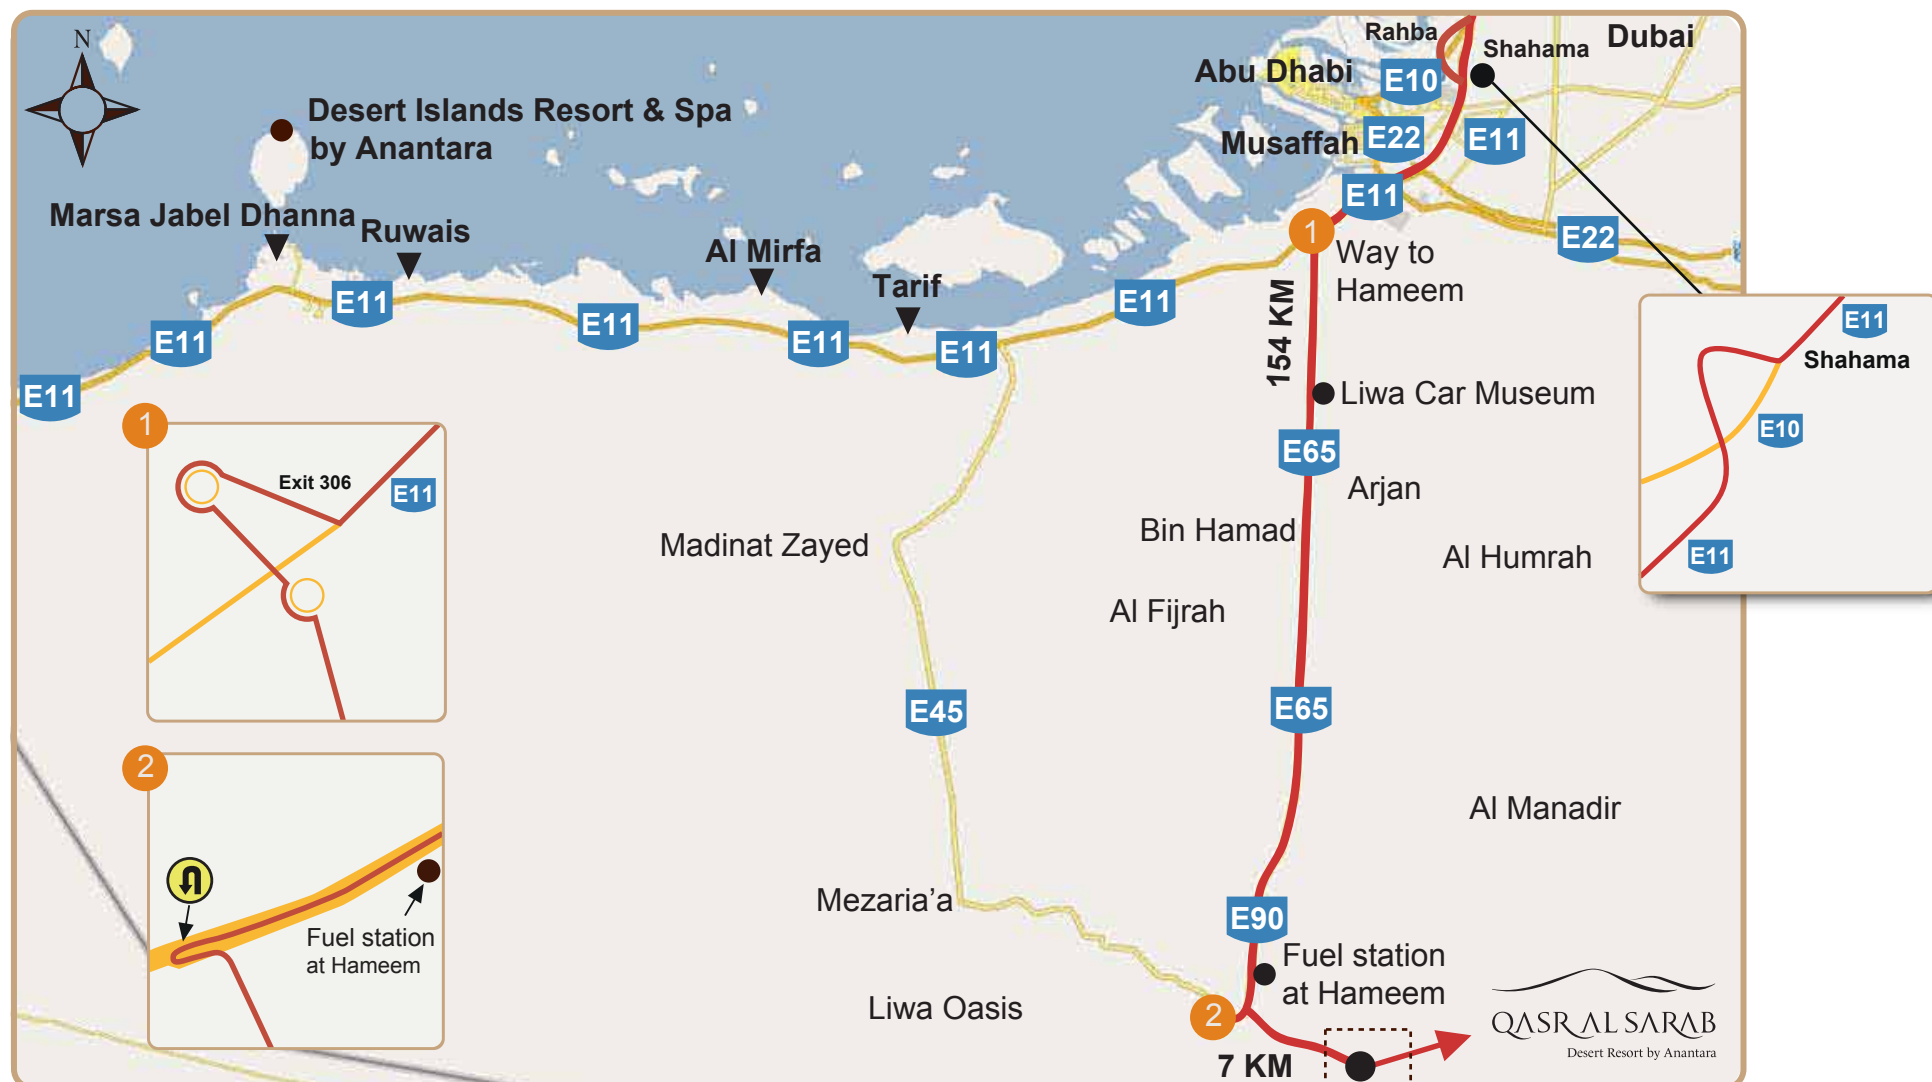 N
Rahba
Shahama
Dubai
Abu Dhabi
E10
Desert Islands Resort & Spa
by Anantara
Musaffah
E22
E11
Marsa Jabel Dhanna
Ruwais
E11
1
Way to
Hameem
E22
Al Mirfa
Tarif
E11
E11
E11
E11
E11
E11
E11
154 KM
E11
Shahama
E10
E11
Liwa Car Museum
1
Exit 306
E11
E65
Arjan
Bin Hamad
Madinat Zayed
Al Humrah
Al Fijrah
E45
E65
2
Al Manadir
Mezaria’a
E90
Fuel station
at Hameem
Fuel station
at Hameem
Liwa Oasis
2
7 KM
QASR AL SARAB
Desert Resort by Anantara